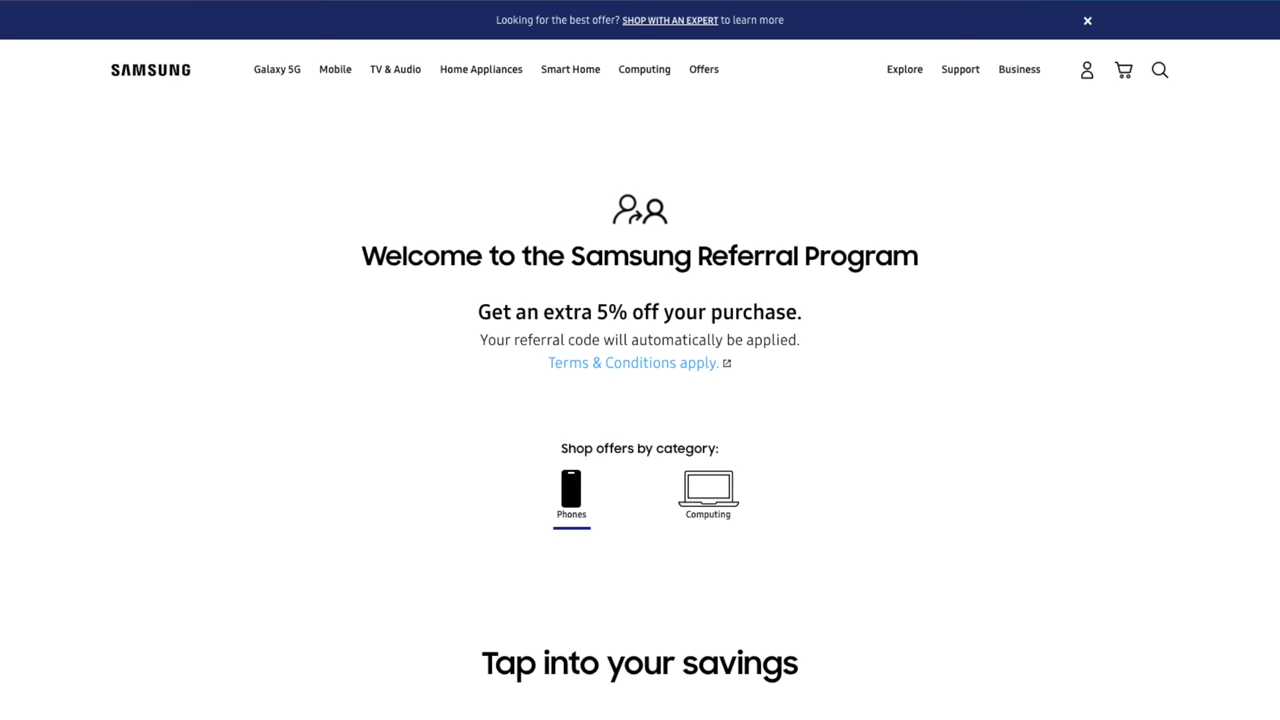 Looking for the best offer? SHOP WITH AN EXPERT to learn more
SAMSUNG Galaxy 5G Mobile TV & Audio Home Appliances Smart Home Computing Offers Explore Support Business
Welcome to the Samsung Referral Program
Get an extra 5% off your purchase.
Your referral code will automatically be applied.
Terms & Conditions apply.
Shop offers by category:
Phones Computing
Tap into your savings